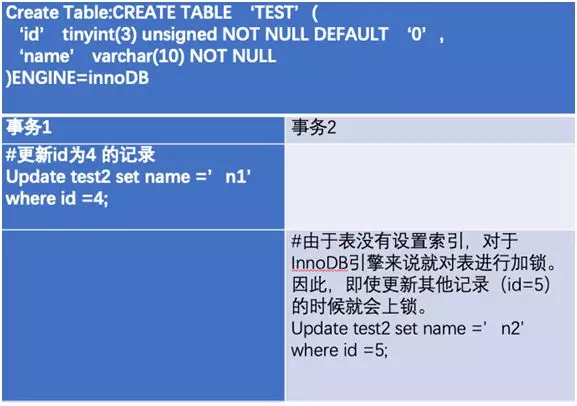 Create Table:CREATE TABLE ‘TEST’ (
‘id’ tinyint(3) unsigned NOT NULL DEFAULT ‘0’ ,
‘name’ varchar(10) NOT NULL
)ENGINE=innoDB
事务1
事务2
#更新id为4 的记录
Update test2 set name =’ n1’
where id =4;
#由于表没有设置索引，对于
InnoDB引擎来说就对表进行加锁。
因此，即使更新其他记录（id=5）
的时候就会上锁。
Update test2 set name =’ n2’
where id =5;